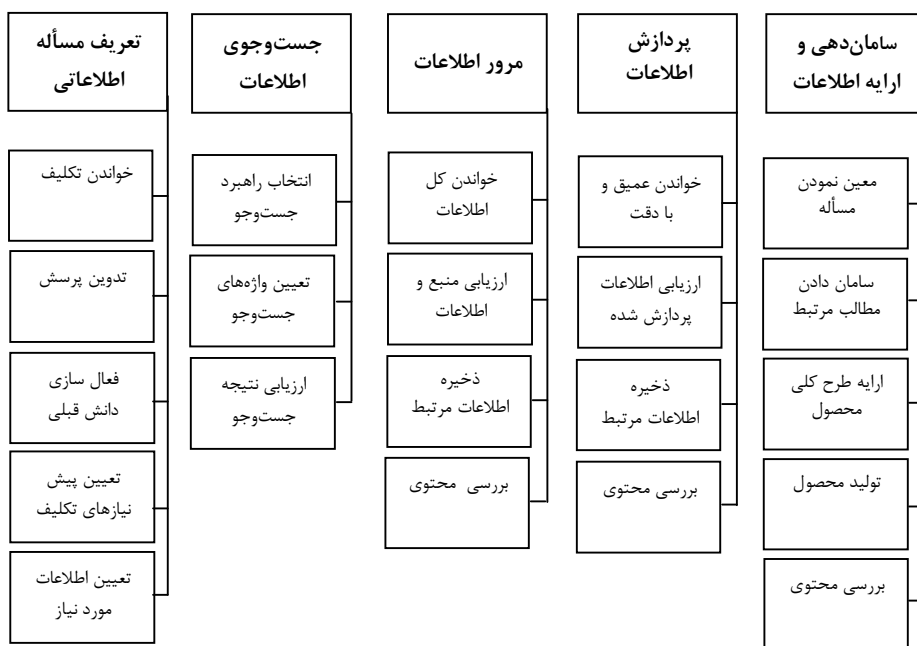 تعریف مسأله
اطلاعاتی
خواندن تکلیف
تدوین پرسش
فعال سازی
دانش قبلی
تعیین پیش
نیازهای تکلیف
تعیین اطلاعات
مورد نیاز
جست‌وجوی
اطلاعات
انتخاب راهبرد
جست‌وجو
تعیین واژه‌های
جست‌وجو
ارزیابی نتیجه
جست‌وجو
مرور اطلاعات
خواندن کل
اطلاعات
ارزیابی منبع و
اطلاعات
ذخیره
اطلاعات مرتبط
بررسی محتوی
پردازش
اطلاعات
خواندن عمیق و
با دقت
ارزیابی اطلاعات
پردازش شده
ذخیره
اطلاعات مرتبط
بررسی محتوی
سامان‌دهی و
ارایه اطلاعات
معین نمودن
مسأله
سامان دادن
مطالب مرتبط
ارایه طرح کلی
محصول
تولید محصول
بررسی محتوی